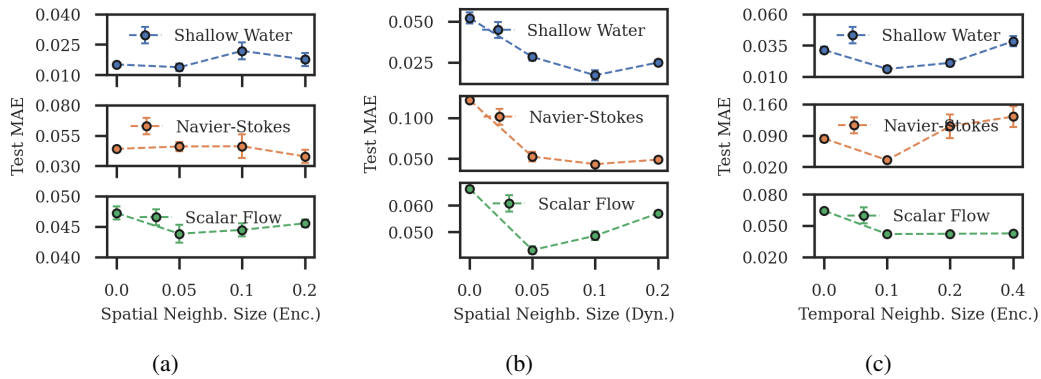 Test MAE
0.040
0.025
0.010
Shallow Water
0.080
0.055
0.030
Navier-Stokes
0.050
0.045
0.040
Scalar Flow
0.0 0.05 0.1 0.2
Spatial Neighb. Size (Enc.)
(a)
Test MAE
0.050
0.025
Shallow Water
0.100
0.050
Navier-Stokes
0.060
0.050
Scalar Flow
0.0 0.05 0.1 0.2
Spatial Neighb. Size (Dyn.)
(b)
Test MAE
0.060
0.035
0.010
Shallow Water
0.160
0.090
0.020
Navier-Stokes
0.080
0.050
0.020
Scalar Flow
0.0 0.1 0.2 0.4
Temporal Neighb. Size (Enc.)
(c)